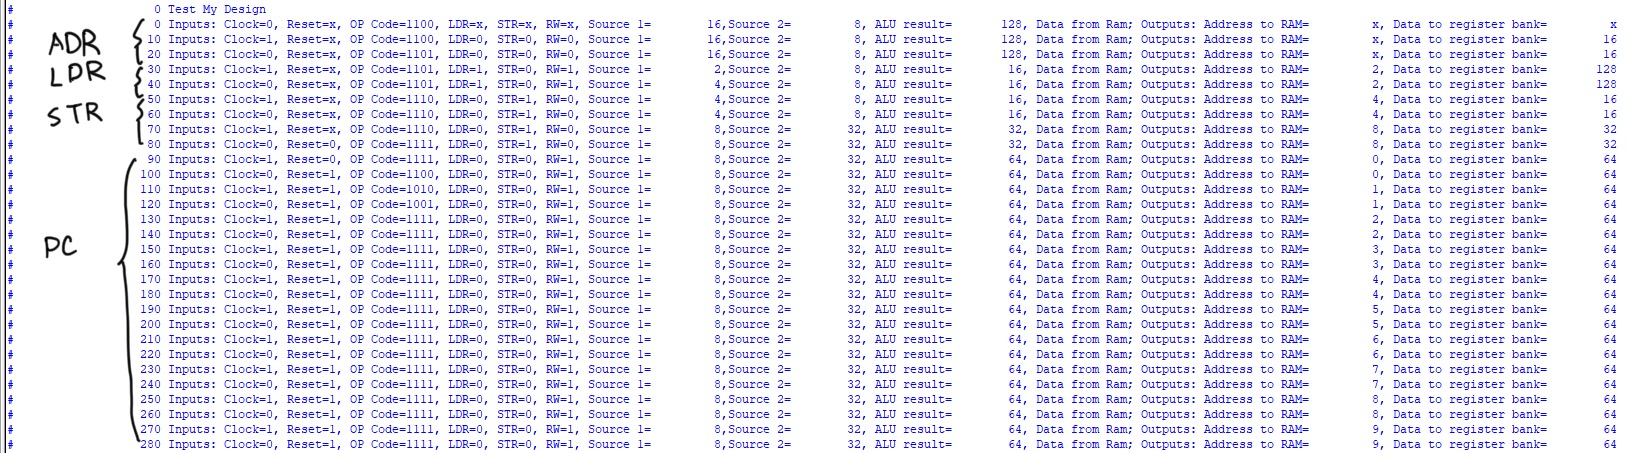 # 0 Test My Design
# 0 Inputs: Clock=0, Reset=x, OP Code=1100, LDR=x, STR=x, RW=x, Source 1= 16,Source 2= 8, ALU result= 128, Data from Ram; Outputs: Address to RAM= x, Data to register bank= x
ADR
# 10 Inputs: Clock=1, Reset=x, OP Code=1100, LDR=0, STR=0, RW=0, Source 1= 16,Source 2= 8, ALU result= 128, Data from Ram; Outputs: Address to RAM= x, Data to register bank= 16
# 20 Inputs: Clock=0, Reset=x, OP Code=1100, LDR=0, STR=0, RW=0, Source 1= 16,Source 2= 8, ALU result= 128, Data from Ram; Outputs: Address to RAM= x, Data to register bank= 16
LDR
# 30 Inputs: Clock=1, Reset=x, OP Code=1101, LDR=1, STR=0, RW=1, Source 1= 2,Source 2= 8, ALU result= 16, Data from Ram; Outputs: Address to RAM= 2, Data to register bank= 128
# 40 Inputs: Clock=0, Reset=x, OP Code=1101, LDR=1, STR=0, RW=1, Source 1= 4,Source 2= 8, ALU result= 16, Data from Ram; Outputs: Address to RAM= 2, Data to register bank= 128
# 50 Inputs: Clock=1, Reset=x, OP Code=1110, LDR=0, STR=1, RW=0, Source 1= 4,Source 2= 8, ALU result= 16, Data from Ram; Outputs: Address to RAM= 4, Data to register bank= 16
STR
# 60 Inputs: Clock=0, Reset=x, OP Code=1110, LDR=0, STR=1, RW=0, Source 1= 4,Source 2= 8, ALU result= 16, Data from Ram; Outputs: Address to RAM= 4, Data to register bank= 16
# 70 Inputs: Clock=1, Reset=x, OP Code=1110, LDR=0, STR=1, RW=0, Source 1= 8,Source 2= 32, ALU result= 32, Data from Ram; Outputs: Address to RAM= 8, Data to register bank= 32
# 80 Inputs: Clock=0, Reset=0, OP Code=1111, LDR=0, STR=1, RW=0, Source 1= 8,Source 2= 32, ALU result= 32, Data from Ram; Outputs: Address to RAM= 8, Data to register bank= 32
# 90 Inputs: Clock=1, Reset=0, OP Code=1111, LDR=0, STR=0, RW=1, Source 1= 8,Source 2= 32, ALU result= 64, Data from Ram; Outputs: Address to RAM= 0, Data to register bank= 64
# 100 Inputs: Clock=0, Reset=1, OP Code=1100, LDR=0, STR=0, RW=1, Source 1= 8,Source 2= 32, ALU result= 64, Data from Ram; Outputs: Address to RAM= 0, Data to register bank= 64
# 110 Inputs: Clock=1, Reset=1, OP Code=1010, LDR=0, STR=0, RW=1, Source 1= 8,Source 2= 32, ALU result= 64, Data from Ram; Outputs: Address to RAM= 1, Data to register bank= 64
# 120 Inputs: Clock=0, Reset=1, OP Code=1001, LDR=0, STR=0, RW=1, Source 1= 8,Source 2= 32, ALU result= 64, Data from Ram; Outputs: Address to RAM= 1, Data to register bank= 64
# 130 Inputs: Clock=1, Reset=1, OP Code=1111, LDR=0, STR=0, RW=1, Source 1= 8,Source 2= 32, ALU result= 64, Data from Ram; Outputs: Address to RAM= 2, Data to register bank= 64
# 140 Inputs: Clock=0, Reset=1, OP Code=1111, LDR=0, STR=0, RW=1, Source 1= 8,Source 2= 32, ALU result= 64, Data from Ram; Outputs: Address to RAM= 2, Data to register bank= 64
PC
# 150 Inputs: Clock=1, Reset=1, OP Code=1111, LDR=0, STR=0, RW=1, Source 1= 8,Source 2= 32, ALU result= 64, Data from Ram; Outputs: Address to RAM= 3, Data to register bank= 64
# 160 Inputs: Clock=0, Reset=1, OP Code=1111, LDR=0, STR=0, RW=1, Source 1= 8,Source 2= 32, ALU result= 64, Data from Ram; Outputs: Address to RAM= 3, Data to register bank= 64
# 170 Inputs: Clock=1, Reset=1, OP Code=1111, LDR=0, STR=0, RW=1, Source 1= 8,Source 2= 32, ALU result= 64, Data from Ram; Outputs: Address to RAM= 4, Data to register bank= 64
# 180 Inputs: Clock=0, Reset=1, OP Code=1111, LDR=0, STR=0, RW=1, Source 1= 8,Source 2= 32, ALU result= 64, Data from Ram; Outputs: Address to RAM= 4, Data to register bank= 64
# 190 Inputs: Clock=1, Reset=1, OP Code=1111, LDR=0, STR=0, RW=1, Source 1= 8,Source 2= 32, ALU result= 64, Data from Ram; Outputs: Address to RAM= 5, Data to register bank= 64
# 200 Inputs: Clock=0, Reset=1, OP Code=1111, LDR=0, STR=0, RW=1, Source 1= 8,Source 2= 32, ALU result= 64, Data from Ram; Outputs: Address to RAM= 5, Data to register bank= 64
# 210 Inputs: Clock=1, Reset=1, OP Code=1111, LDR=0, STR=0, RW=1, Source 1= 8,Source 2= 32, ALU result= 64, Data from Ram; Outputs: Address to RAM= 6, Data to register bank= 64
# 220 Inputs: Clock=0, Reset=1, OP Code=1111, LDR=0, STR=0, RW=1, Source 1= 8,Source 2= 32, ALU result= 64, Data from Ram; Outputs: Address to RAM= 6, Data to register bank= 64
# 230 Inputs: Clock=1, Reset=1, OP Code=1111, LDR=0, STR=0, RW=1, Source 1= 8,Source 2= 32, ALU result= 64, Data from Ram; Outputs: Address to RAM= 7, Data to register bank= 64
# 240 Inputs: Clock=0, Reset=1, OP Code=1111, LDR=0, STR=0, RW=1, Source 1= 8,Source 2= 32, ALU result= 64, Data from Ram; Outputs: Address to RAM= 7, Data to register bank= 64
# 250 Inputs: Clock=1, Reset=1, OP Code=1111, LDR=0, STR=0, RW=1, Source 1= 8,Source 2= 32, ALU result= 64, Data from Ram; Outputs: Address to RAM= 8, Data to register bank= 64
# 260 Inputs: Clock=0, Reset=1, OP Code=1111, LDR=0, STR=0, RW=1, Source 1= 8,Source 2= 32, ALU result= 64, Data from Ram; Outputs: Address to RAM= 8, Data to register bank= 64
# 270 Inputs: Clock=1, Reset=1, OP Code=1111, LDR=0, STR=0, RW=1, Source 1= 8,Source 2= 32, ALU result= 64, Data from Ram; Outputs: Address to RAM= 9, Data to register bank= 64
# 280 Inputs: Clock=0, Reset=1, OP Code=1111, LDR=0, STR=0, RW=1, Source 1= 8,Source 2= 32, ALU result= 64, Data from Ram; Outputs: Address to RAM= 9, Data to register bank= 64